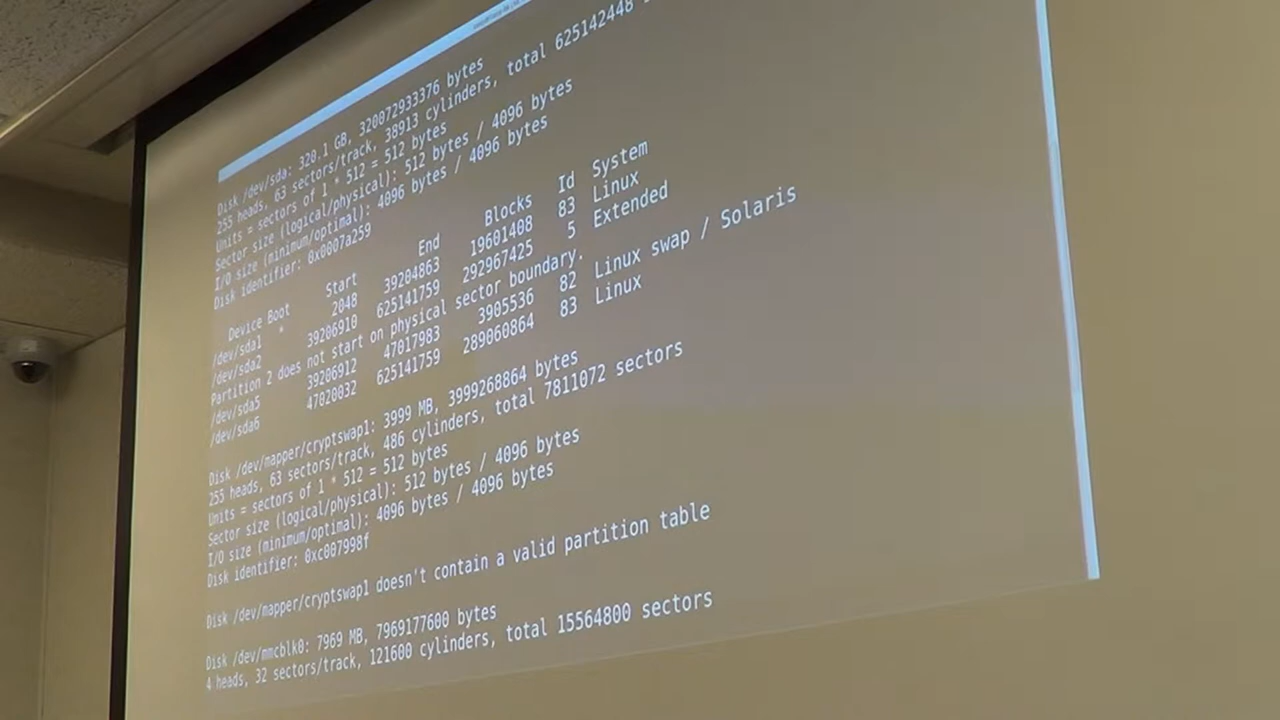 Disk /dev/sda: 320.1 GB, 320072933376 bytes
255 heads, 63 sectors/track, 38913 cylinders, total 625142448
Units = sectors of 1 * 512 = 512 bytes
Sector size (logical/physical): 512 bytes / 4096 bytes
I/O size (minimum/optimal): 4096 bytes / 4096 bytes
Disk identifier: 0x0007a259
Device Boot Start End Blocks Id System
/dev/sda1 * 2048 39204863 19601408 83 Linux
/dev/sda2 39206910 625141759 292967425 5 Extended
Partition 2 does not start on physical sector boundary.
/dev/sda5 39206912 47017983 3905536 82 Linux swap / Solaris
/dev/sda6 47020032 625141759 289060864 83 Linux
Disk /dev/mapper/cryptswap1: 3999 MB, 3999268864 bytes
255 heads, 63 sectors/track, 486 cylinders, total 7811072 sectors
Units = sectors of 1 * 512 = 512 bytes
Sector size (logical/physical): 512 bytes / 4096 bytes
I/O size (minimum/optimal): 4096 bytes / 4096 bytes
Disk identifier: 0xc007998f
Disk /dev/mapper/cryptswap1 doesn't contain a valid partition table
Disk /dev/mmcblk0: 7969 MB, 7969177600 bytes
4 heads, 32 sectors/track, 121600 cylinders, total 15564800 sectors